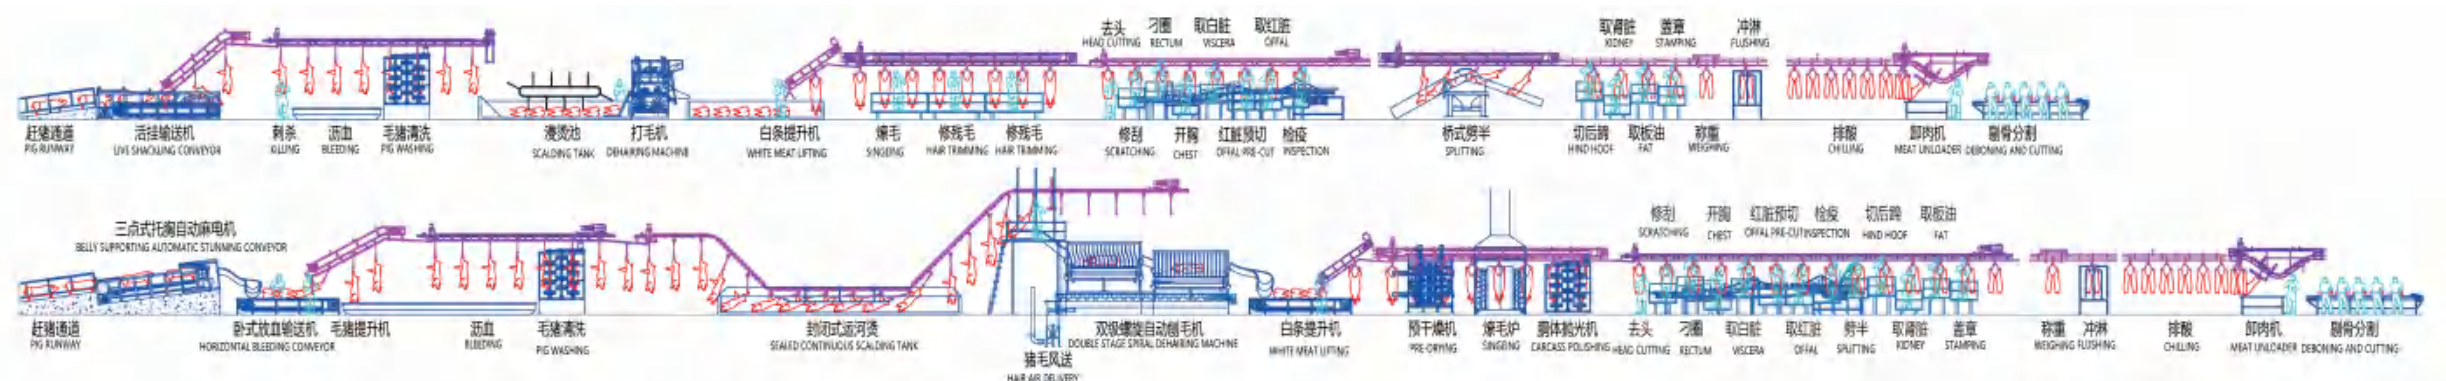 去头 刁圈 取白脏 取红脏 取肾脏 盖章 冲淋
HEAD CUTTING RECTUM VISCERA OFFAL KIDNEY STAMPING FLUSHING
赶猪通道 活挂输送机 刺杀 沥血 毛猪清洗 浸烫池 打毛机 白条提升机 燎毛 修残毛 修残毛 修刮 开胸 红脏预切 检疫 桥式劈半 切后蹄 取板油 称重 排酸 卸肉机 剔骨分割
PIG RUNWAY LIVE SHACKLING CONVEYOR KILLING BLEEDING PIG WASHING SCALDING TANK DEHAIRING MACHINE WHITE MEAT LIFTING SINGEING HAIR TRIMMING HAIR TRIMMING SCRATCHING CHEST OFFAL PRE-CUT INSPECTION SPLITTING HIND HOOF FAT WEIGHING CHILLING MEAT UNLOADER DEBONING AND CUTTING
三点式托胸自动麻电机 修刮 开胸 红脏预切 检疫 切后蹄 取板油
BELLY SUPPORTING AUTOMATIC STUNNING CONVEYOR SCRATCHING CHEST OFFAL PRE-CUT INSPECTION HIND HOOF FAT
赶猪通道 卧式放血输送机 毛猪提升机 沥血 毛猪清洗 封闭式运河烫 双级螺旋自动刨毛机 白条提升机 预干燥机 燎毛炉 胴体抛光机 去头 刁圈 取白脏 取红脏 劈半 取肾脏 盖章 称重 冲淋 排酸 卸肉机 剔骨分割
PIG RUNWAY HORIZONTAL BLEEDING CONVEYOR BLEEDING PIG WASHING SEALED CONTINUOUS SCALDING TANK DOUBLE STAGE SPIRAL DEHAIRING MACHINE WHITE MEAT LIFTING PRE-DRYING SINGEING CARCASS POLISHING HEAD CUTTING RECTUM VISCERA OFFAL SPLITTING KIDNEY STAMPING WEIGHING FLUSHING CHILLING MEAT UNLOADER DEBONING AND CUTTING
猪毛风送
HAIR AIR DELIVERY